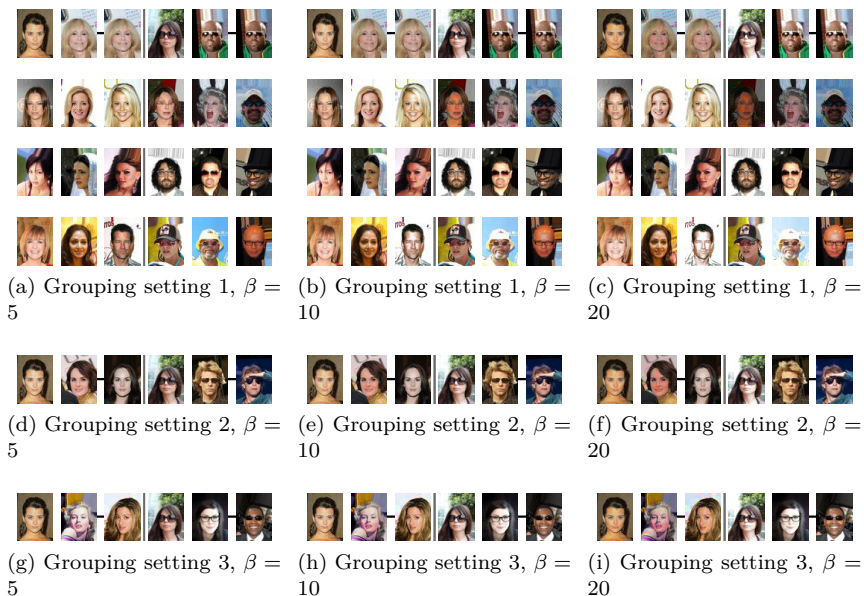 (a) Grouping setting 1, β =
5
(b) Grouping setting 1, β =
10
(c) Grouping setting 1, β =
20
(d) Grouping setting 2, β =
5
(e) Grouping setting 2, β =
10
(f) Grouping setting 2, β =
20
(g) Grouping setting 3, β =
5
(h) Grouping setting 3, β =
10
(i) Grouping setting 3, β =
20